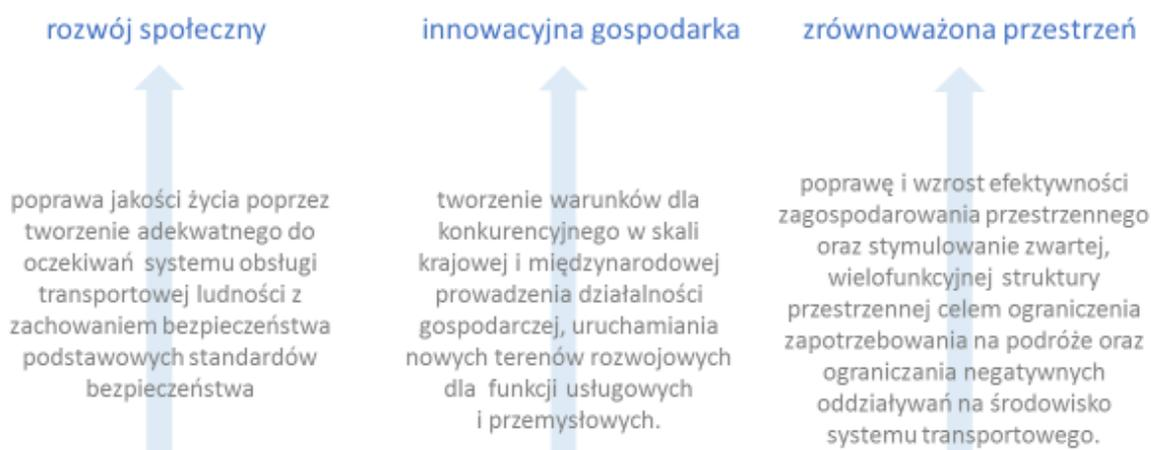 rozwój społeczny
innowacyjna gospodarka
zrównoważona przestrzeń
poprawa jakości życia poprzez
tworzenie adekwatnego do
oczekiwań systemu obsługi
transportowej ludności z
zachowaniem bezpieczeństwa
podstawowych standardów
bezpieczeństwa
tworzenie warunków dla
konkurencyjnego w skali
krajowej i międzynarodowej
prowadzenia działalności
gospodarczej, uruchamiania
nowych terenów rozwojowych
dla funkcji usługowych
i przemysłowych.
poprawę i wzrost efektywności
zagospodarowania przestrzennego
oraz stymulowanie zwartej,
wielofunkcyjnej struktury
przestrzennej celem ograniczenia
zapotrzebowania na podróże oraz
ograniczania negatywnych
oddziaływań na środowisko
systemu transportowego.